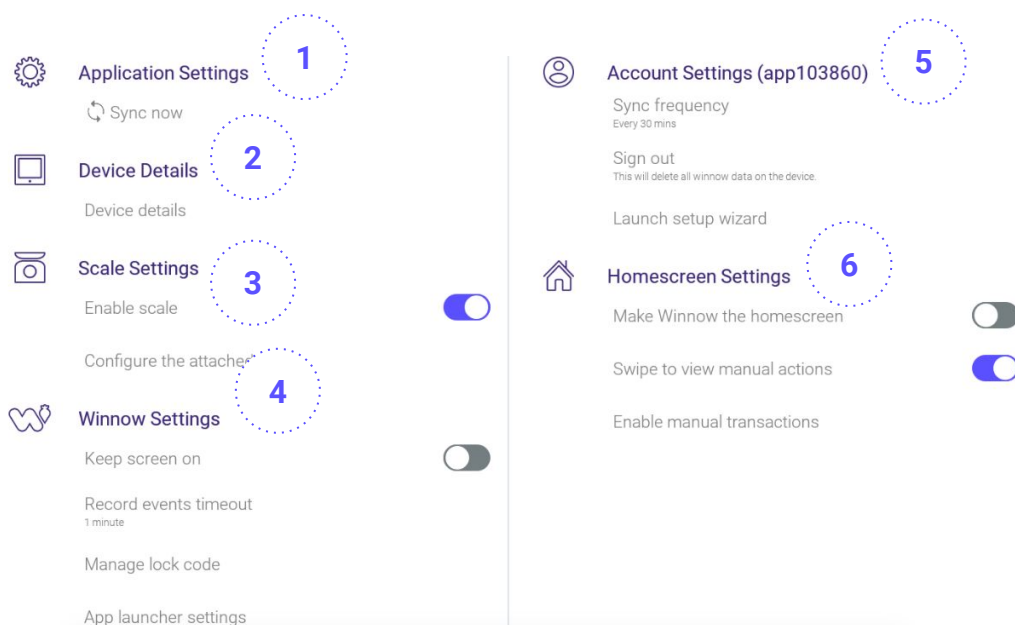 1
Application Settings
Sync now
2
Device Details
Device details
3
Scale Settings
Enable scale
Configure the attached
4
Winnow Settings
Keep screen on
Record events timeout
1 minute
Manage lock code
App launcher settings
5
Account Settings (app103860)
Sync frequency
Every 30 mins
Sign out
This will delete all winnow data on the device.
Launch setup wizard
6
Homescreen Settings
Make Winnow the homescreen
Swipe to view manual actions
Enable manual transactions